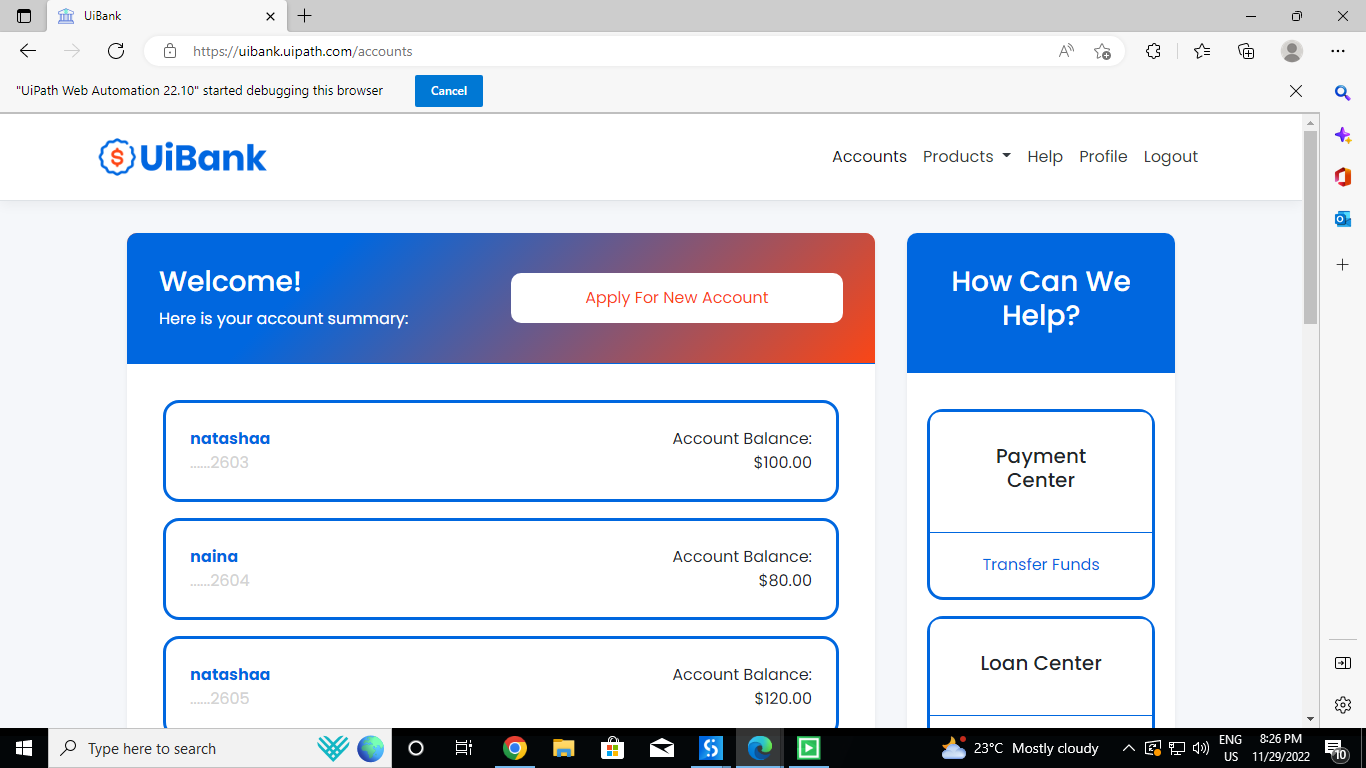 UiBank
https://uibank.uipath.com/accounts
"UiPath Web Automation 22.10" started debugging this browser
Cancel
UiBank
Accounts
Products
Help
Profile
Logout
Welcome!
Here is your account summary:
Apply For New Account
natashaa
......2603
Account Balance:
$100.00
naina
......2604
Account Balance:
$80.00
natashaa
......2605
Account Balance:
$120.00
How Can We
Help?
Payment
Center
Transfer Funds
Loan Center
Type here to search
23°C Mostly cloudy
ENG
US
8:26 PM
11/29/2022
10